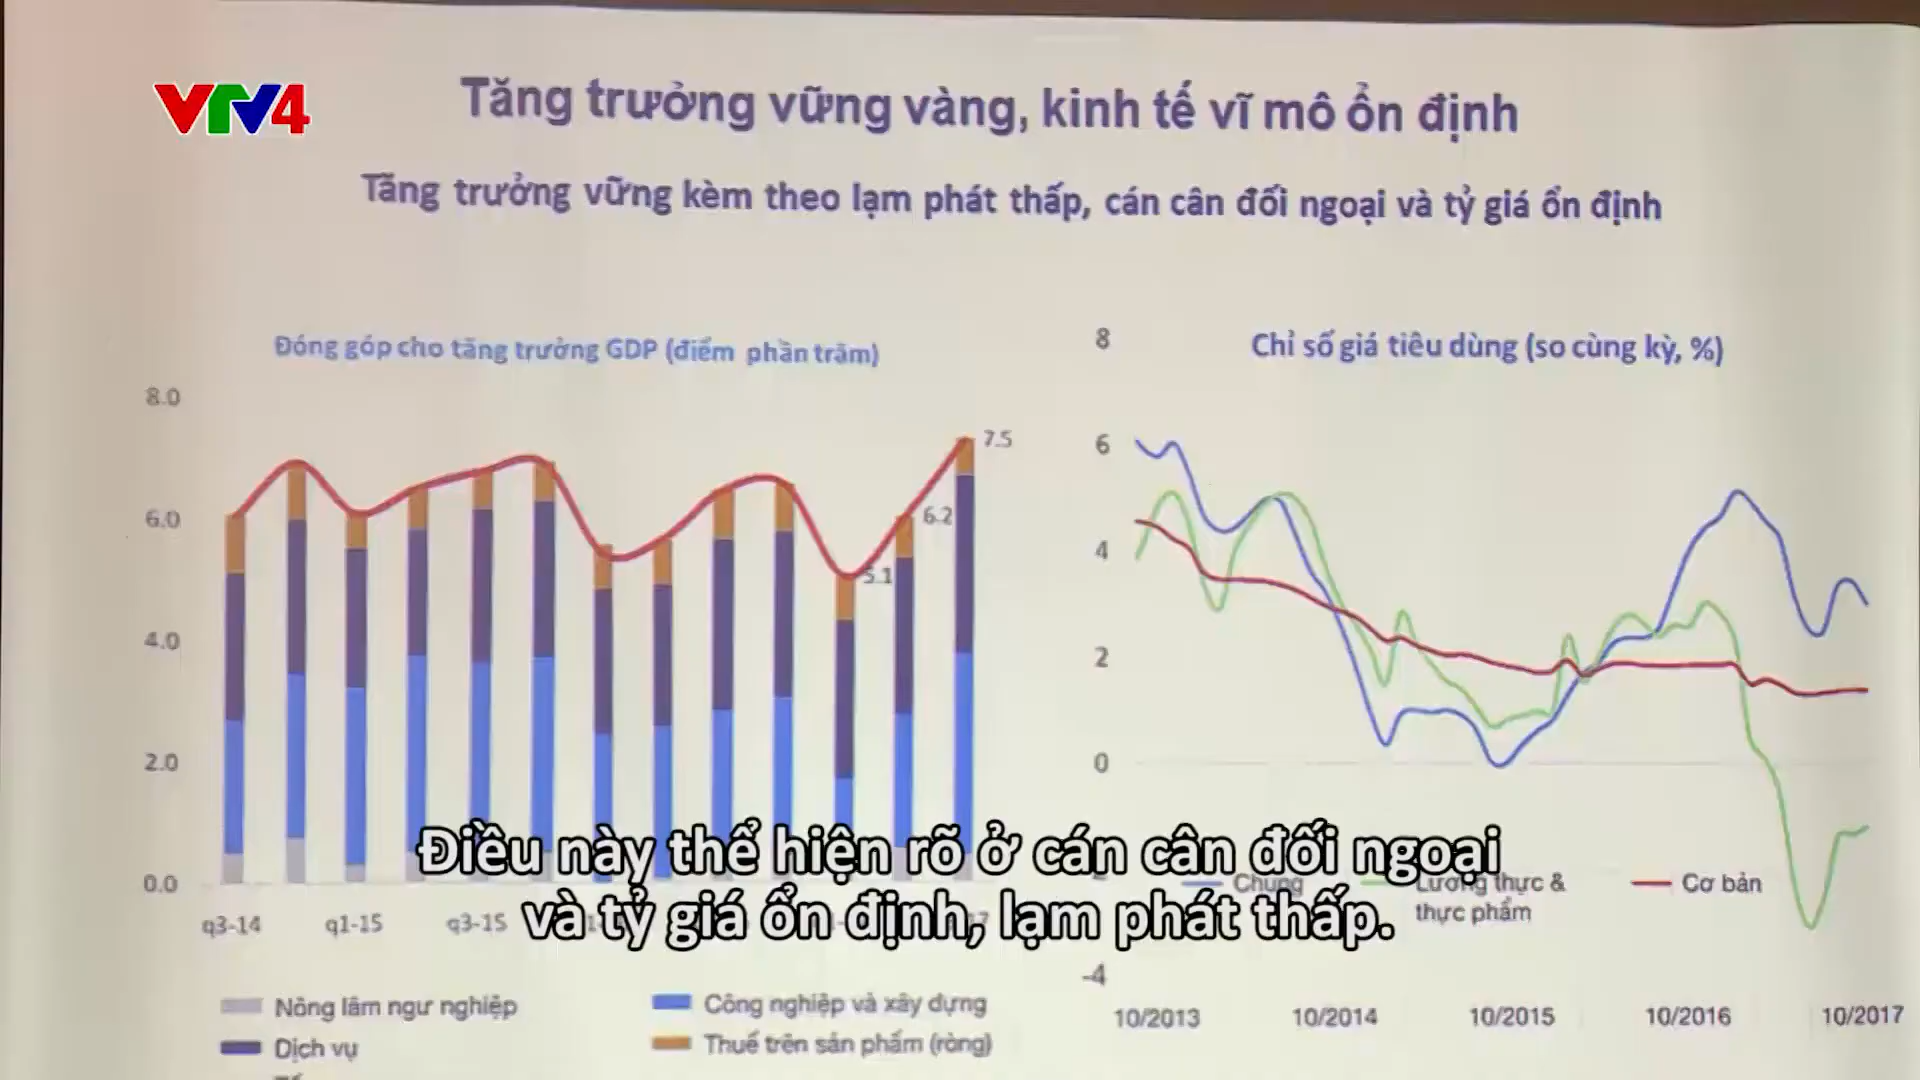 VTV4
Tăng trưởng vững vàng, kinh tế vĩ mô ổn định
Tăng trưởng vững kèm theo lạm phát thấp, cán cân đối ngoại và tỷ giá ổn định
Đóng góp cho tăng trưởng GDP (điểm phần trăm)
8.0
6.0
4.0
2.0
0.0
7.5
6.2
5.1
q3-14
q1-15
q3-15
Nông lâm ngư nghiệp
Công nghiệp và xây dựng
Dịch vụ
Thuế trên sản phẩm (ròng)
Chỉ số giá tiêu dùng (so cùng kỳ, %)
8
6
4
2
0
-4
Chung
Lương thực &
thực phẩm
Cơ bản
10/2013
10/2014
10/2015
10/2016
10/2017
Điều này thể hiện rõ ở cán cân đối ngoại
và tỷ giá ổn định, lạm phát thấp.